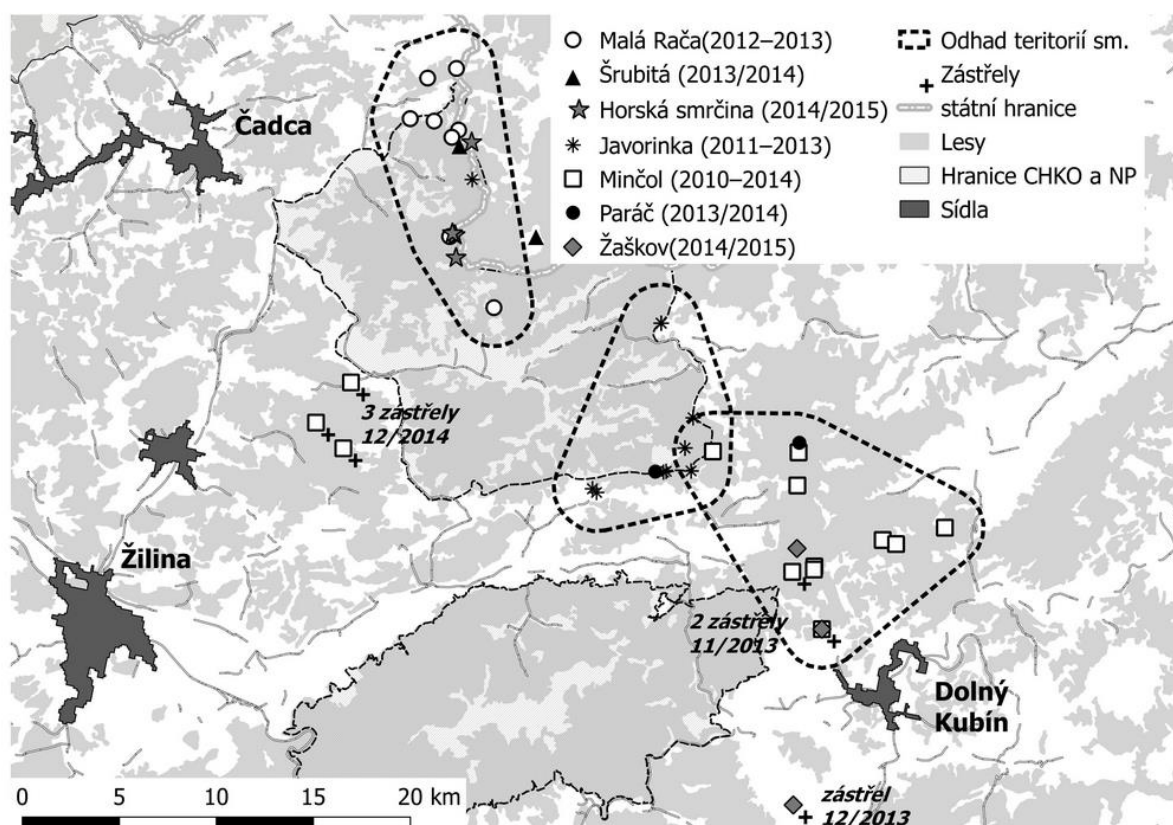 Malá Rača(2012–2013)
Šrubitá (2013/2014)
Horská smrčina (2014/2015)
Javorinka (2011–2013)
Minčol (2010–2014)
Paráč (2013/2014)
Žaškov(2014/2015)
Odhad teritorií sm.
Zástřely
státní hranice
Lesy
Hranice CHKO a NP
Sídla
Čadca
3 zástřely
12/2014
Žilina
2 zástřely
11/2013
Dolný
Kubín
zástřel
12/2013
0 5 10 15 20 km